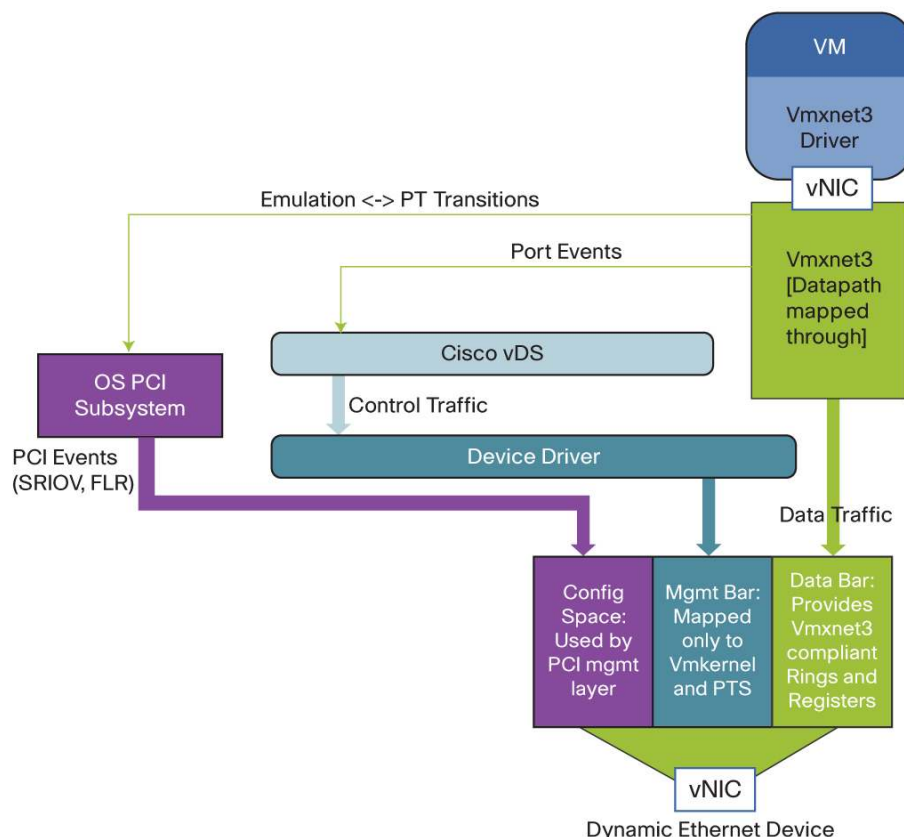 VM
Vmxnet3
Driver
vNIC
Emulation <-> PT Transitions
Port Events
Vmxnet3
[Datapath
mapped
through]
Cisco vDS
OS PCI
Subsystem
Control Traffic
PCI Events
(SRIOV, FLR)
Device Driver
Data Traffic
Config
Space:
Used by
PCI mgmt
layer
Mgmt Bar:
Mapped
only to
Vmkernel
and PTS
Data Bar:
Provides
Vmxnet3
compliant
Rings and
Registers
vNIC
Dynamic Ethernet Device